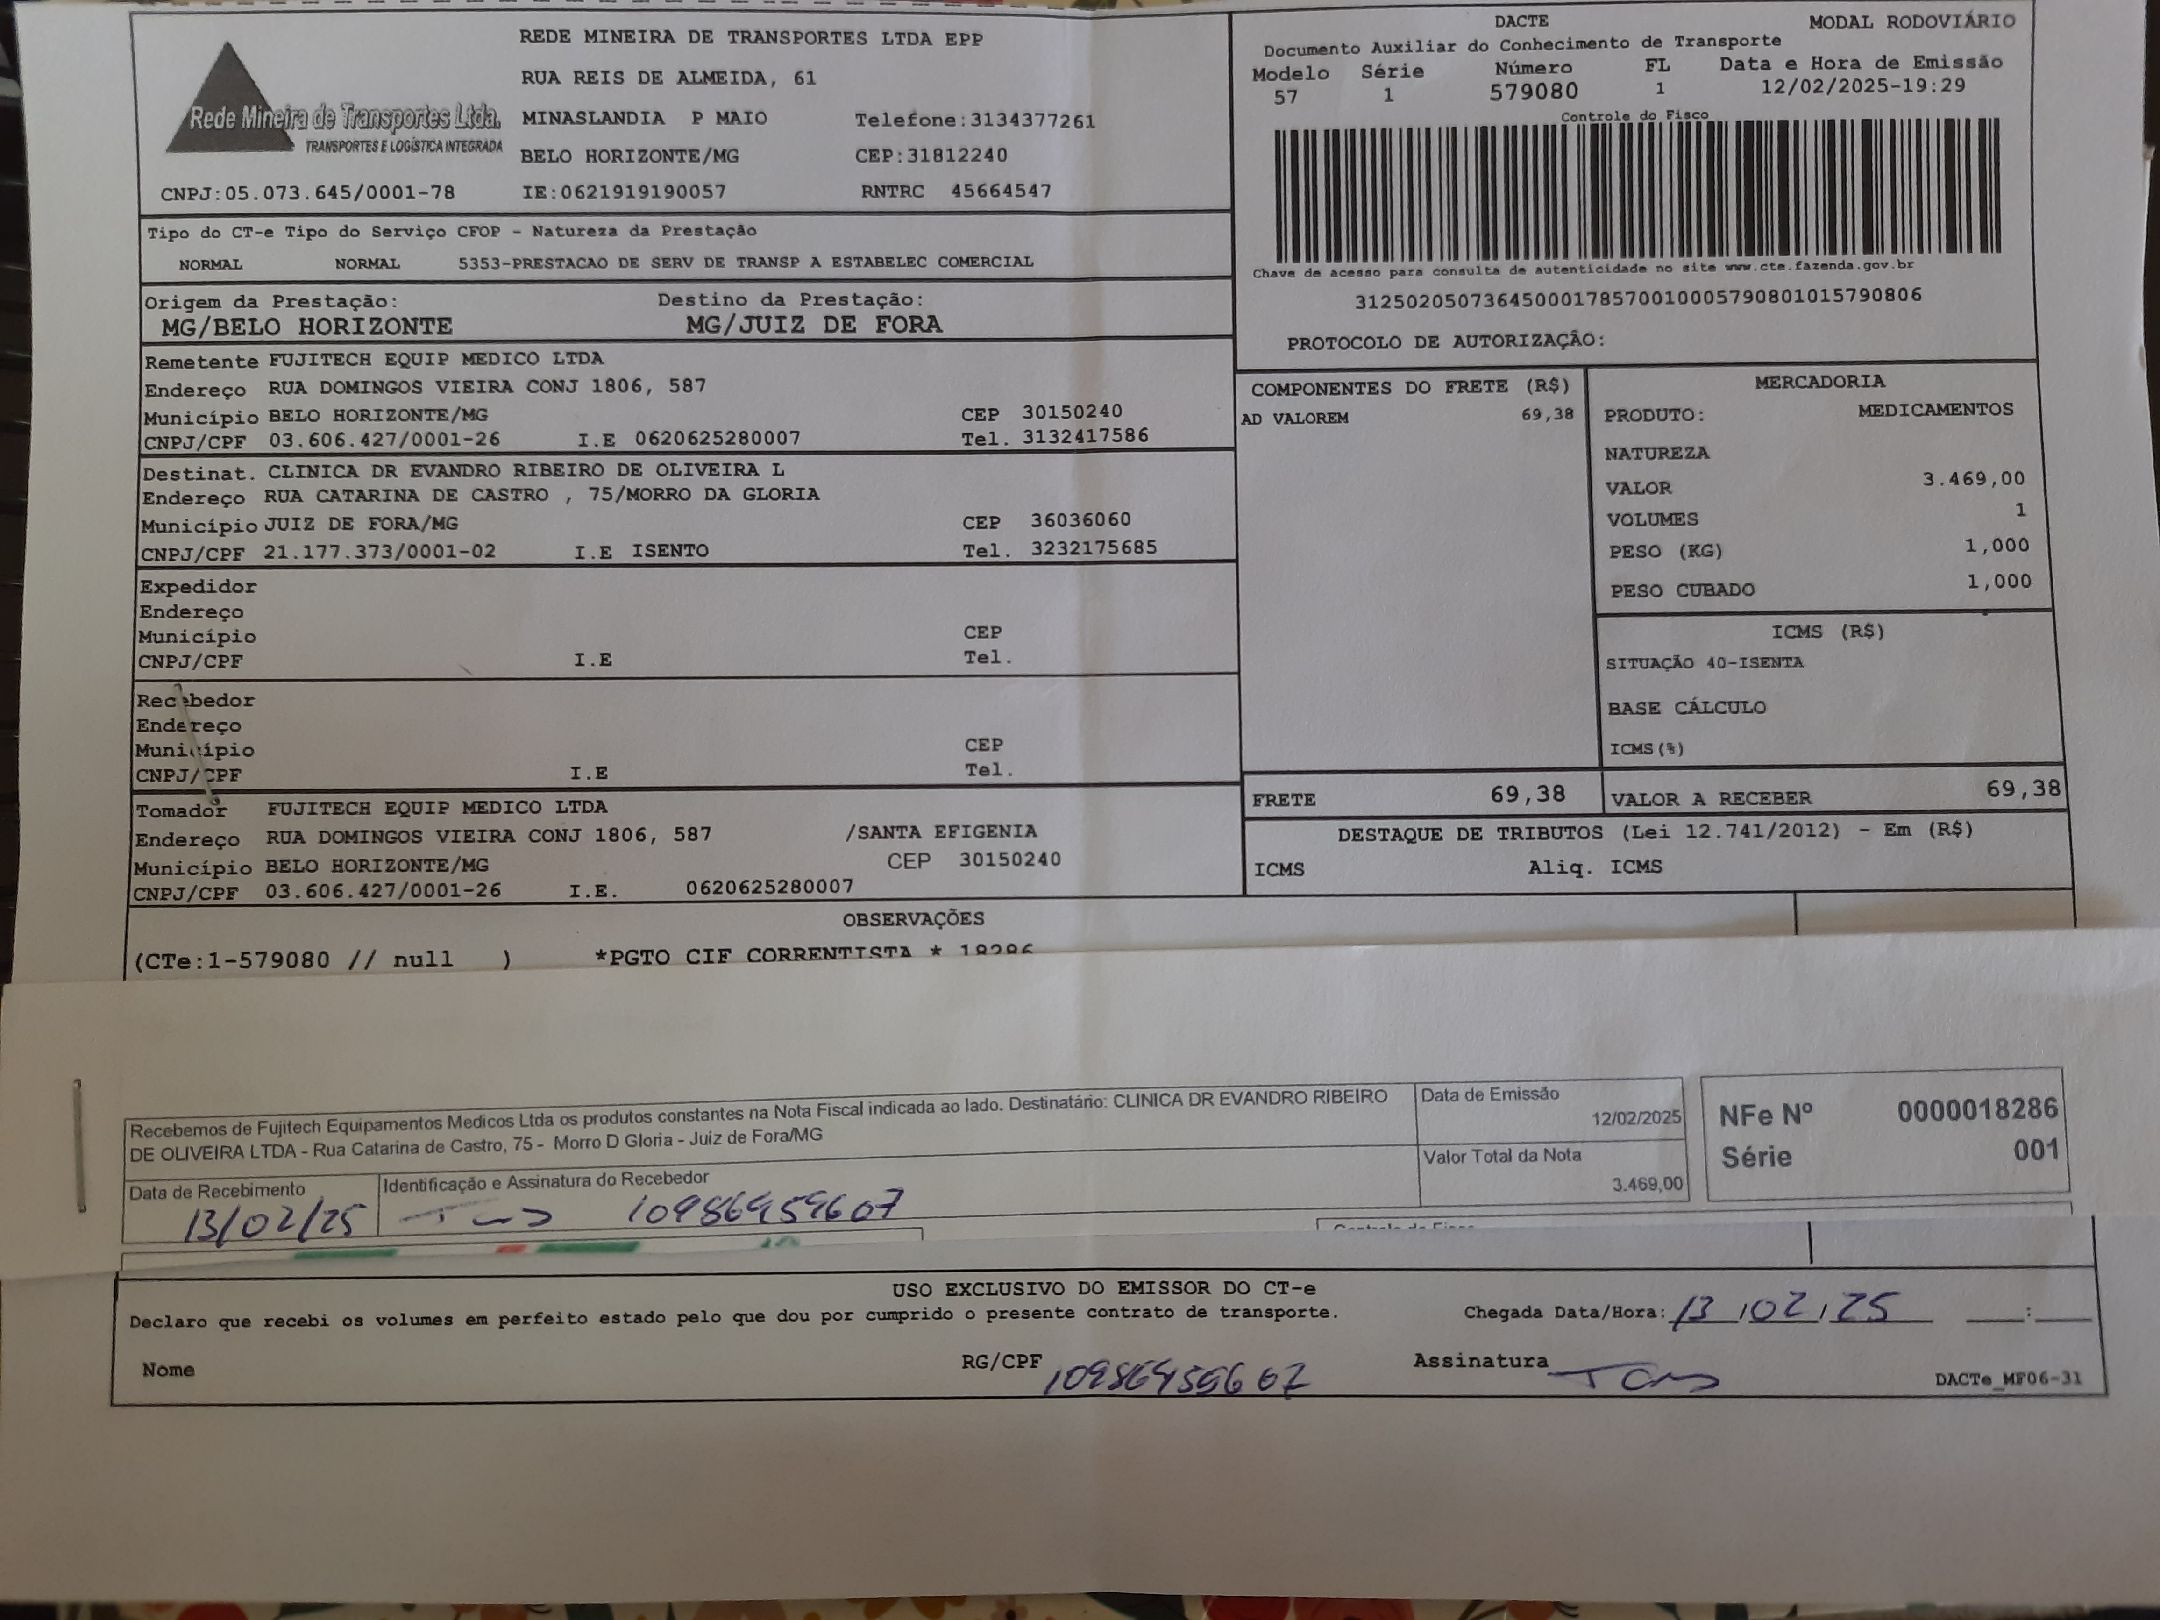 REDE MINEIRA DE TRANSPORTES LTDA EPP
RUA REIS DE ALMEIDA, 61
Rede Mineira de Transportes Ltda.
TRANSPORTES E LOGÍSTICA INTEGRADA
MINASLANDIA P MAIO Telefone:3134377261
BELO HORIZONTE/MG CEP:31812240
CNPJ:05.073.645/0001-78 IE:0621919190057 RNTRC 45664547
DACTE MODAL RODOVIÁRIO
Documento Auxiliar do Conhecimento de Transporte
Modelo Série Número FL Data e Hora de Emissão
57 1 579080 1 12/02/2025-19:29
Controle do Fisco
Chave de acesso para consulta de autenticidade no site www.cte.fazenda.gov.br
31250205073645000178570010005790801015790806
PROTOCOLO DE AUTORIZAÇÃO:
Tipo do CT-e Tipo do Serviço CFOP - Natureza da Prestação
NORMAL NORMAL 5353-PRESTACAO DE SERV DE TRANSP A ESTABELEC COMERCIAL
Origem da Prestação: Destino da Prestação:
MG/BELO HORIZONTE MG/JUIZ DE FORA
Remetente FUJITECH EQUIP MEDICO LTDA
Endereço RUA DOMINGOS VIEIRA CONJ 1806, 587
Município BELO HORIZONTE/MG CEP 30150240
CNPJ/CPF 03.606.427/0001-26 I.E 0620625280007 Tel. 3132417586
Destinat. CLINICA DR EVANDRO RIBEIRO DE OLIVEIRA L
Endereço RUA CATARINA DE CASTRO , 75/MORRO DA GLORIA
Município JUIZ DE FORA/MG CEP 36036060
CNPJ/CPF 21.177.373/0001-02 I.E ISENTO Tel. 3232175685
Expedidor
Endereço
Município CEP
CNPJ/CPF I.E Tel.
Recebedor
Endereço
Município CEP
CNPJ/CPF I.E Tel.
Tomador FUJITECH EQUIP MEDICO LTDA
Endereço RUA DOMINGOS VIEIRA CONJ 1806, 587 /SANTA EFIGENIA
Município BELO HORIZONTE/MG CEP 30150240
CNPJ/CPF 03.606.427/0001-26 I.E. 0620625280007
COMPONENTES DO FRETE (R$)
AD VALOREM 69,38
MERCADORIA
PRODUTO: MEDICAMENTOS
NATUREZA
VALOR 3.469,00
VOLUMES 1
PESO (KG) 1,000
PESO CUBADO 1,000
ICMS (R$)
SITUAÇÃO 40-ISENTA
BASE CÁLCULO
ICMS(%)
FRETE 69,38 VALOR A RECEBER 69,38
DESTAQUE DE TRIBUTOS (Lei 12.741/2012) - Em (R$)
ICMS Aliq. ICMS
OBSERVAÇÕES
(CTe:1-579080 // null ) *PGTO CIF CORRENTISTA * 18286
Recebemos de Fujitech Equipamentos Medicos Ltda os produtos constantes na Nota Fiscal indicada ao lado. Destinatário: CLINICA DR EVANDRO RIBEIRO
DE OLIVEIRA LTDA - Rua Catarina de Castro, 75 - Morro D Gloria - Juiz de Fora/MG
Data de Emissão
12/02/2025
Valor Total da Nota
3.469,00
NFe Nº 0000018286
Série 001
Data de Recebimento Identificação e Assinatura do Recebedor
13/02/25
USO EXCLUSIVO DO EMISSOR DO CT-e
Declaro que recebi os volumes em perfeito estado pelo que dou por cumprido o presente contrato de transporte. Chegada Data/Hora: 13/02/25 :
Nome RG/CPF Assinatura
DACTe_MF06-31